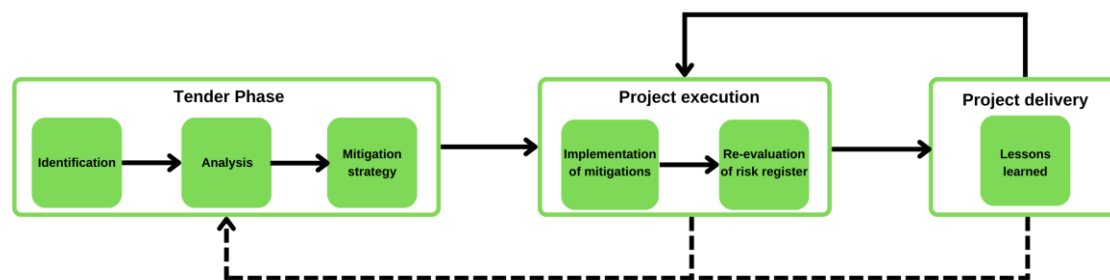 Tender Phase
Identification
Analysis
Mitigation
strategy
Project execution
Implementation
of mitigations
Re-evaluation
of risk register
Project delivery
Lessons
learned